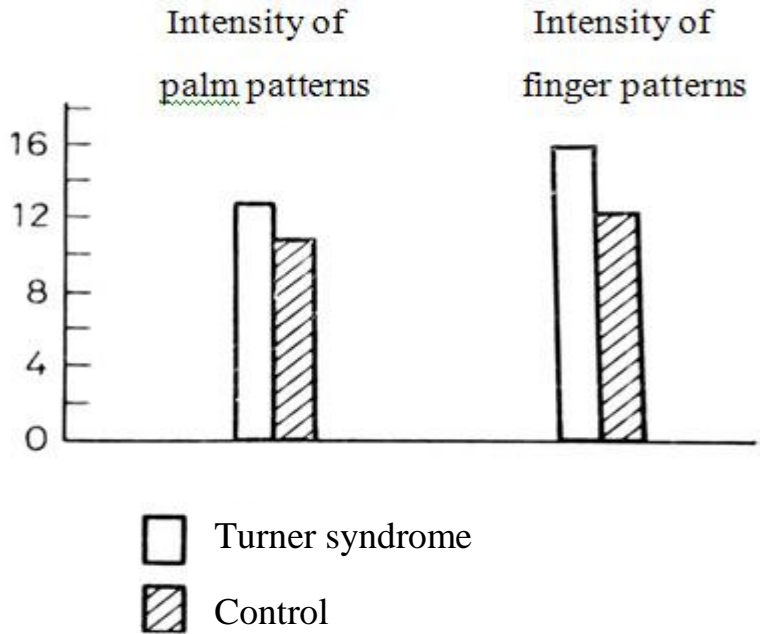 Intensity of
palm patterns
Intensity of
finger patterns
16
12
8
4
0
Turner syndrome
Control